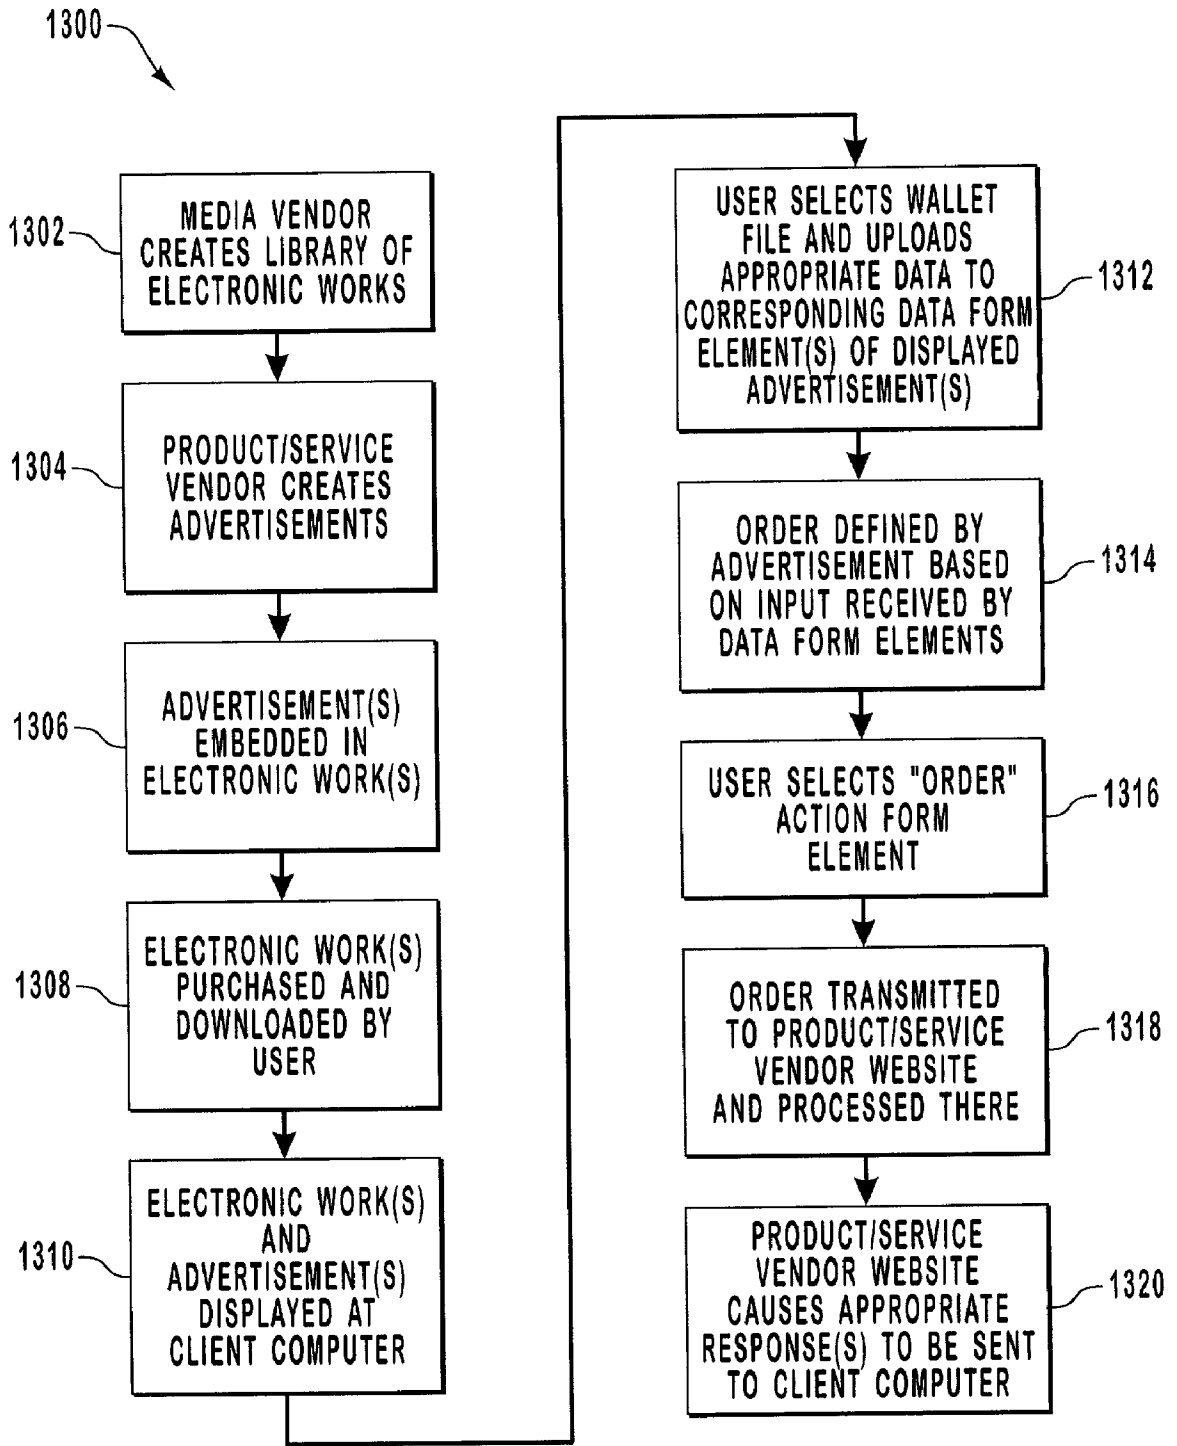 1300
1302
MEDIA VENDOR
CREATES LIBRARY OF
ELECTRONIC WORKS
1304
PRODUCT/SERVICE
VENDOR CREATES
ADVERTISEMENTS
1306
ADVERTISEMENT(S)
EMBEDDED IN
ELECTRONIC WORK(S)
1308
ELECTRONIC WORK(S)
PURCHASED AND
DOWNLOADED BY
USER
1310
ELECTRONIC WORK(S)
AND
ADVERTISEMENT(S)
DISPLAYED AT
CLIENT COMPUTER
USER SELECTS WALLET
FILE AND UPLOADS
APPROPRIATE DATA TO
CORRESPONDING DATA FORM
ELEMENT(S) OF DISPLAYED
ADVERTISEMENT(S)
1312
ORDER DEFINED BY
ADVERTISEMENT BASED
ON INPUT RECEIVED BY
DATA FORM ELEMENTS
1314
USER SELECTS "ORDER"
ACTION FORM
ELEMENT
1316
ORDER TRANSMITTED
TO PRODUCT/SERVICE
VENDOR WEBSITE
AND PROCESSED THERE
1318
PRODUCT/SERVICE
VENDOR WEBSITE
CAUSES APPROPRIATE
RESPONSE(S) TO BE SENT
TO CLIENT COMPUTER
1320